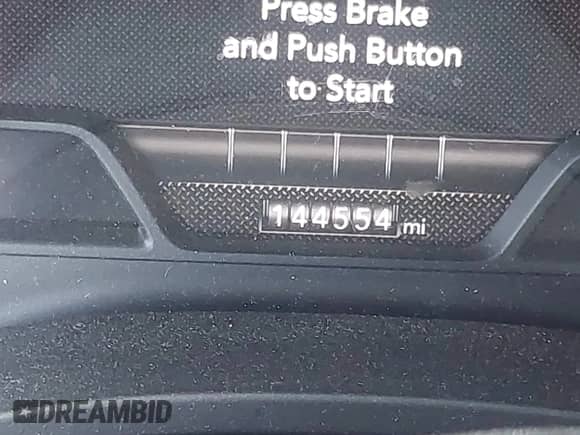 Press Brake
and Push Button
to Start
144554 mi
DREAMBID